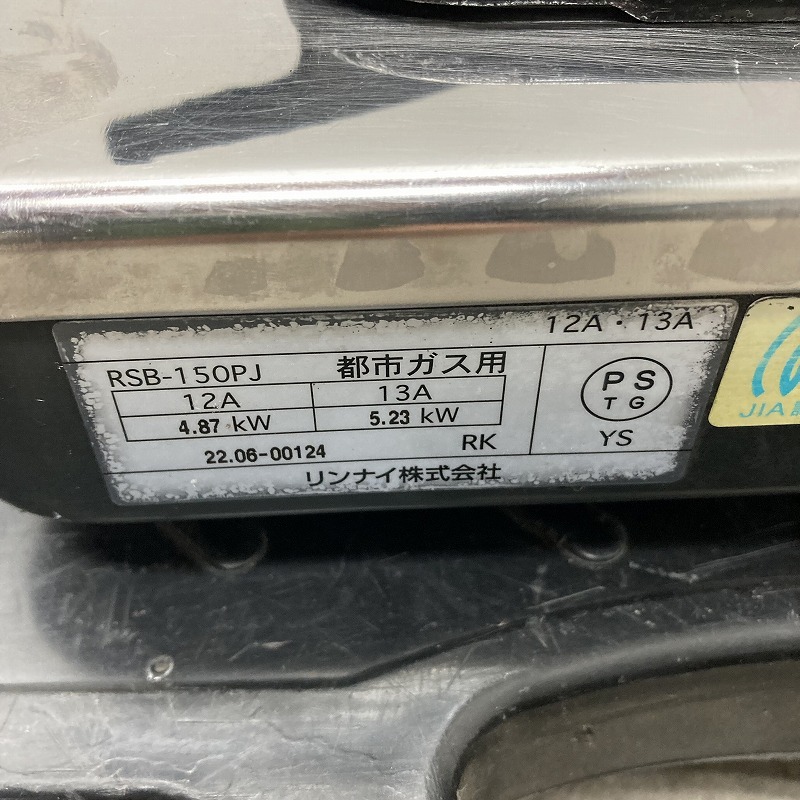 12A・13A
RSB-150PJ 都市ガス用
12A 13A
4.87 kW 5.23 kW
22.06-00124 RK
リンナイ株式会社
PS
TG
YS
JIA